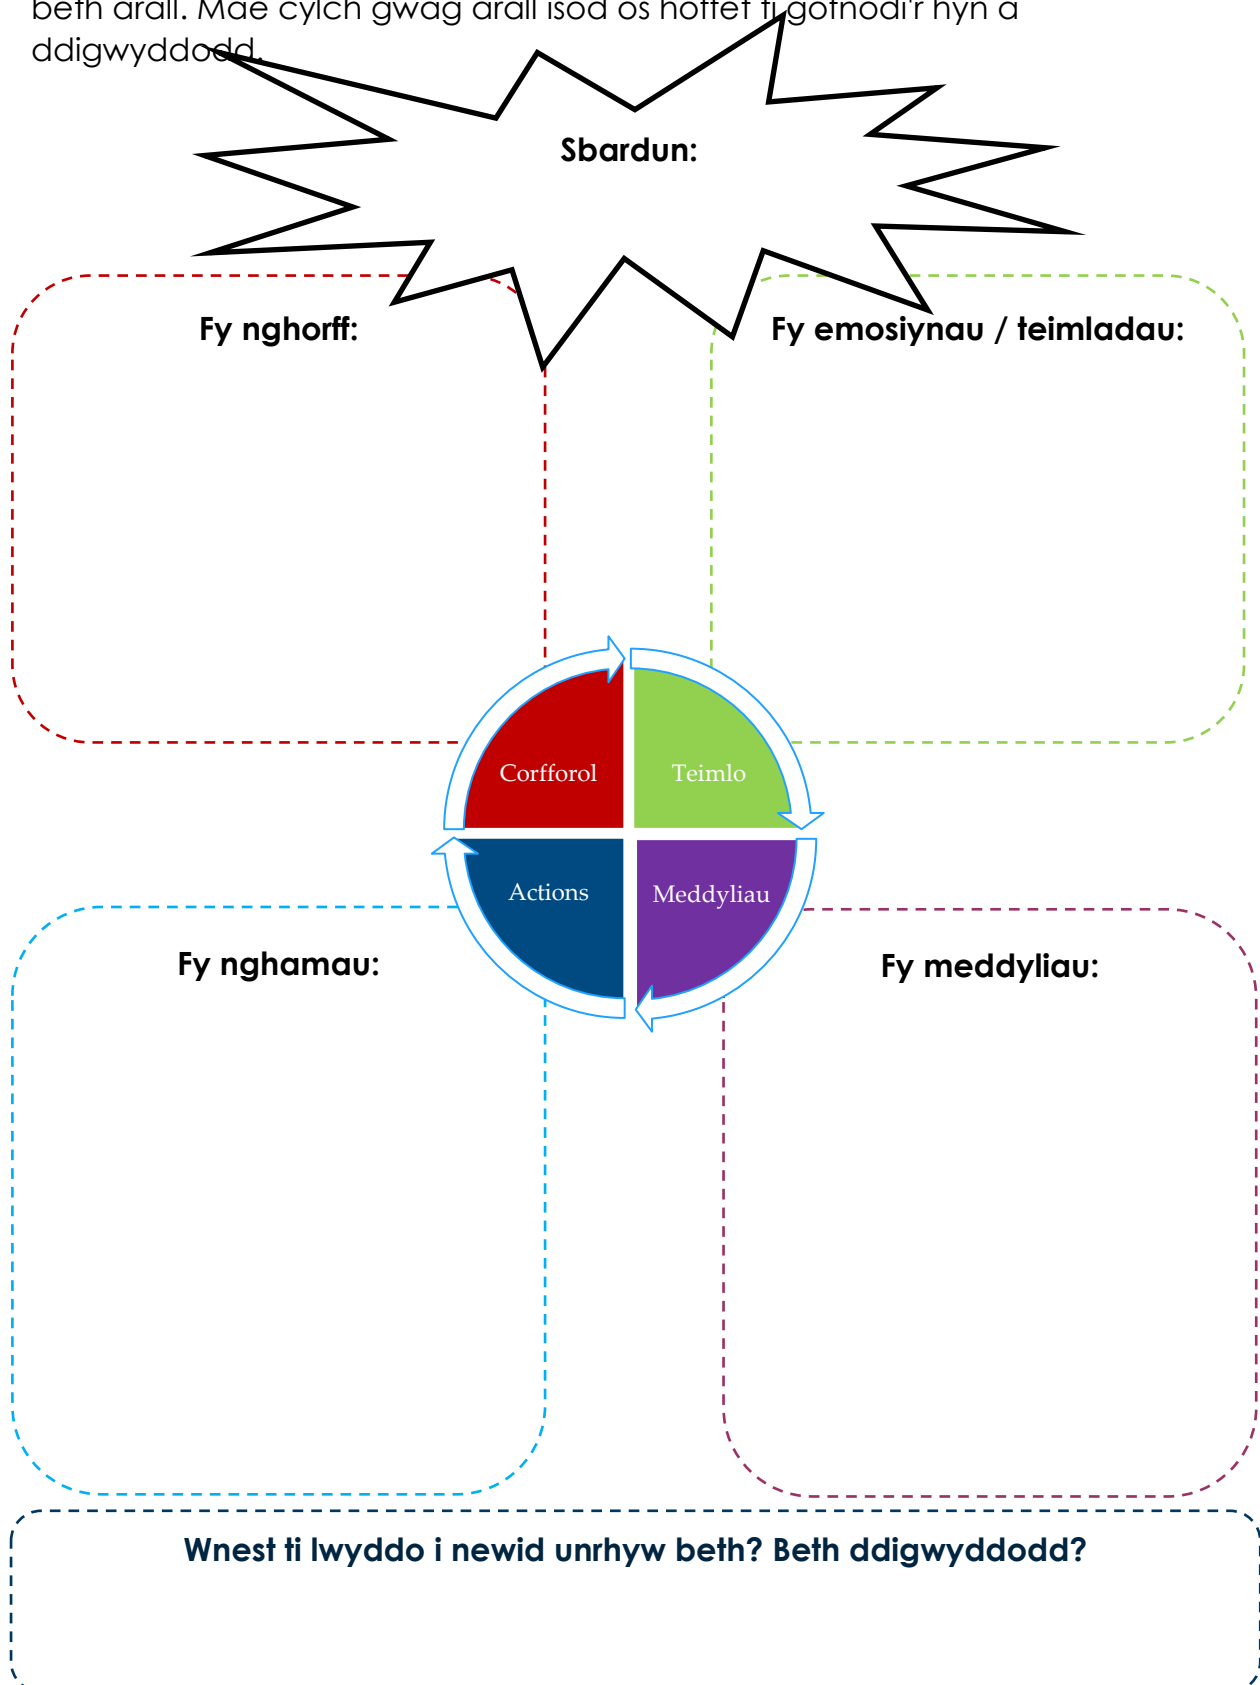 beth arall. Mae cylch gwag arall isod os hoffet ti gofnodi'r hyn a
ddigwyddodd.
Sbardun:
Fy nghorff:
Fy emosiynau / teimladau:
Corfforol
Teimlo
Actions
Meddyliau
Fy nghamau:
Fy meddyliau:
Wnest ti lwyddo i newid unrhyw beth? Beth ddigwyddodd?